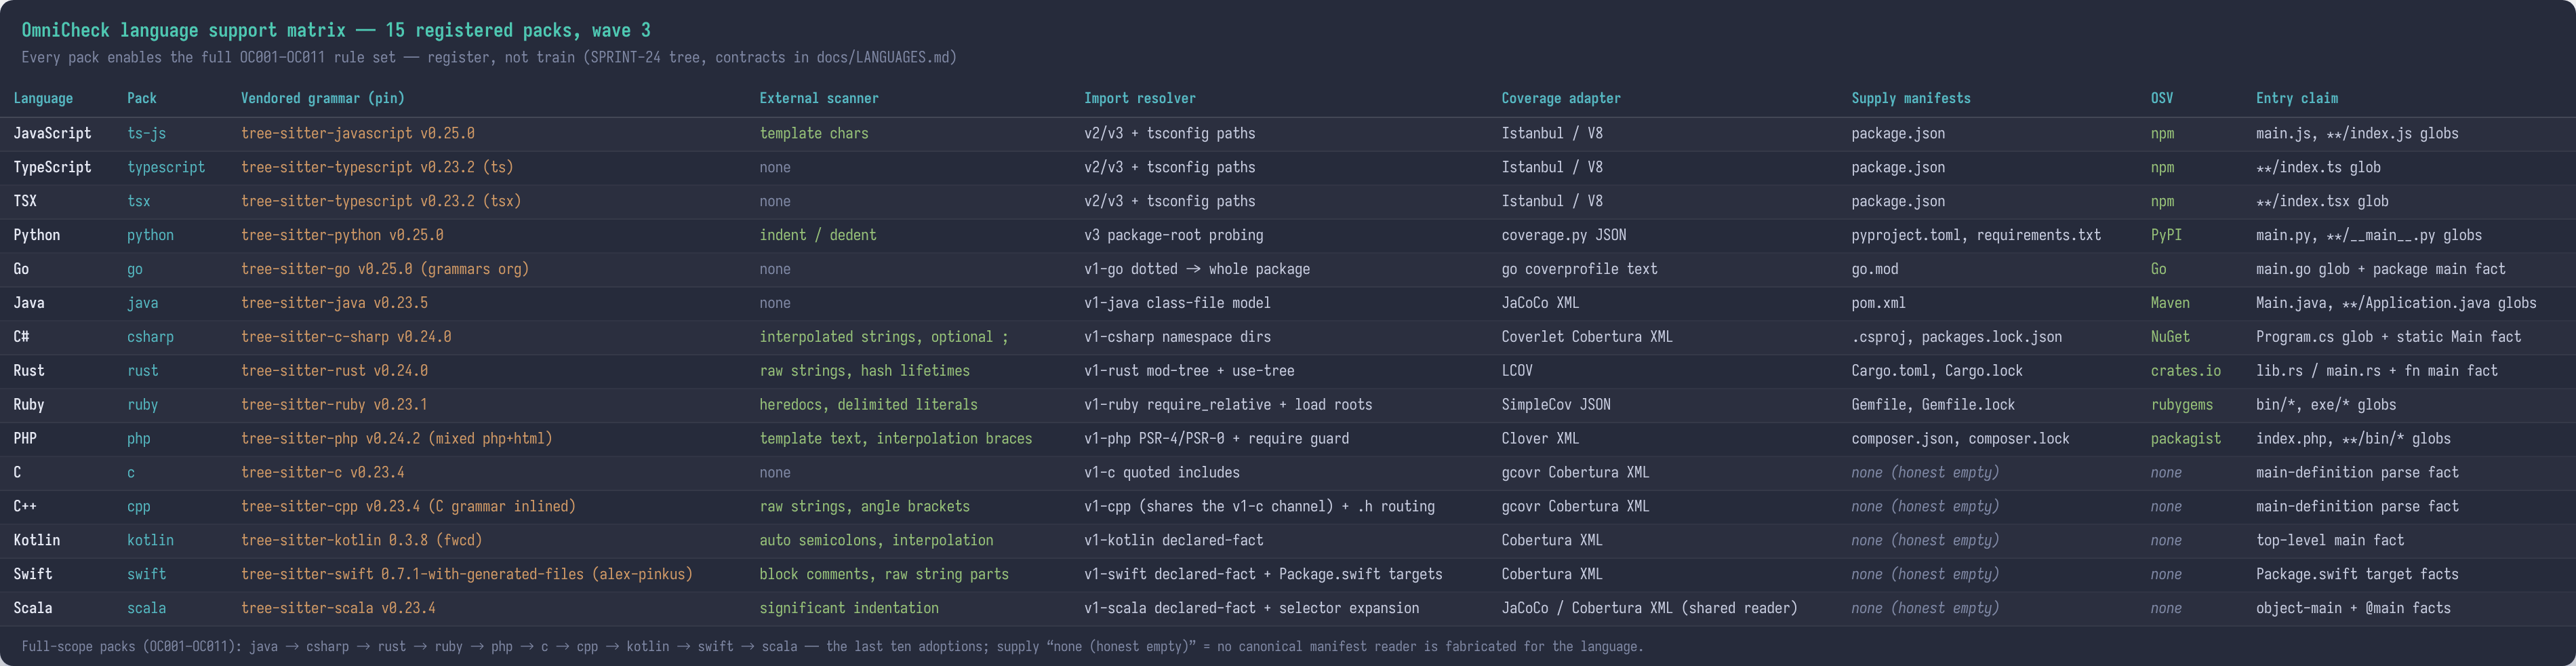 OmniCheck language support matrix — 15 registered packs, wave 3
Every pack enables the full OC001–OC011 rule set — register, not train (SPRINT-24 tree, contracts in docs/LANGUAGES.md)
Language Pack Vendored grammar (pin) External scanner Import resolver Coverage adapter Supply manifests OSV Entry claim
JavaScript ts-js tree-sitter-javascript v0.25.0 template chars v2/v3 + tsconfig paths Istanbul / V8 package.json npm main.js, **/index.js globs
TypeScript typescript tree-sitter-typescript v0.23.2 (ts) none v2/v3 + tsconfig paths Istanbul / V8 package.json npm **/index.ts glob
TSX tsx tree-sitter-typescript v0.23.2 (tsx) none v2/v3 + tsconfig paths Istanbul / V8 package.json npm **/index.tsx glob
Python python tree-sitter-python v0.25.0 indent / dedent v3 package-root probing coverage.py JSON pyproject.toml, requirements.txt PyPI main.py, **/__main__.py globs
Go go tree-sitter-go v0.25.0 (grammars org) none v1-go dotted → whole package go coverprofile text go.mod Go main.go glob + package main fact
Java java tree-sitter-java v0.23.5 none v1-java class-file model JaCoCo XML pom.xml Maven Main.java, **/Application.java globs
C# csharp tree-sitter-c-sharp v0.24.0 interpolated strings, optional ; v1-csharp namespace dirs Coverlet Cobertura XML .csproj, packages.lock.json NuGet Program.cs glob + static Main fact
Rust rust tree-sitter-rust v0.24.0 raw strings, hash lifetimes v1-rust mod-tree + use-tree LCOV Cargo.toml, Cargo.lock crates.io lib.rs / main.rs + fn main fact
Ruby ruby tree-sitter-ruby v0.23.1 heredocs, delimited literals v1-ruby require_relative + load roots SimpleCov JSON Gemfile, Gemfile.lock rubygems bin/*, exe/* globs
PHP php tree-sitter-php v0.24.2 (mixed php+html) template text, interpolation braces v1-php PSR-4/PSR-0 + require guard Clover XML composer.json, composer.lock packagist index.php, **/bin/* globs
C c tree-sitter-c v0.23.4 none v1-c quoted includes gcovr Cobertura XML none (honest empty) none main-definition parse fact
C++ cpp tree-sitter-cpp v0.23.4 (C grammar inlined) raw strings, angle brackets v1-cpp (shares the v1-c channel) + .h routing gcovr Cobertura XML none (honest empty) none main-definition parse fact
Kotlin kotlin tree-sitter-kotlin 0.3.8 (fwcd) auto semicolons, interpolation v1-kotlin declared-fact Cobertura XML none (honest empty) none top-level main fact
Swift swift tree-sitter-swift 0.7.1-with-generated-files (alex-pinkus) block comments, raw string parts v1-swift declared-fact + Package.swift targets Cobertura XML none (honest empty) none Package.swift target facts
Scala scala tree-sitter-scala v0.23.4 significant indentation v1-scala declared-fact + selector expansion JaCoCo / Cobertura XML (shared reader) none (honest empty) none object-main + @main facts
Full-scope packs (OC001–OC011): java → csharp → rust → ruby → php → c → cpp → kotlin → swift → scala — the last ten adoptions; supply “none (honest empty)” = no canonical manifest reader is fabricated for the language.